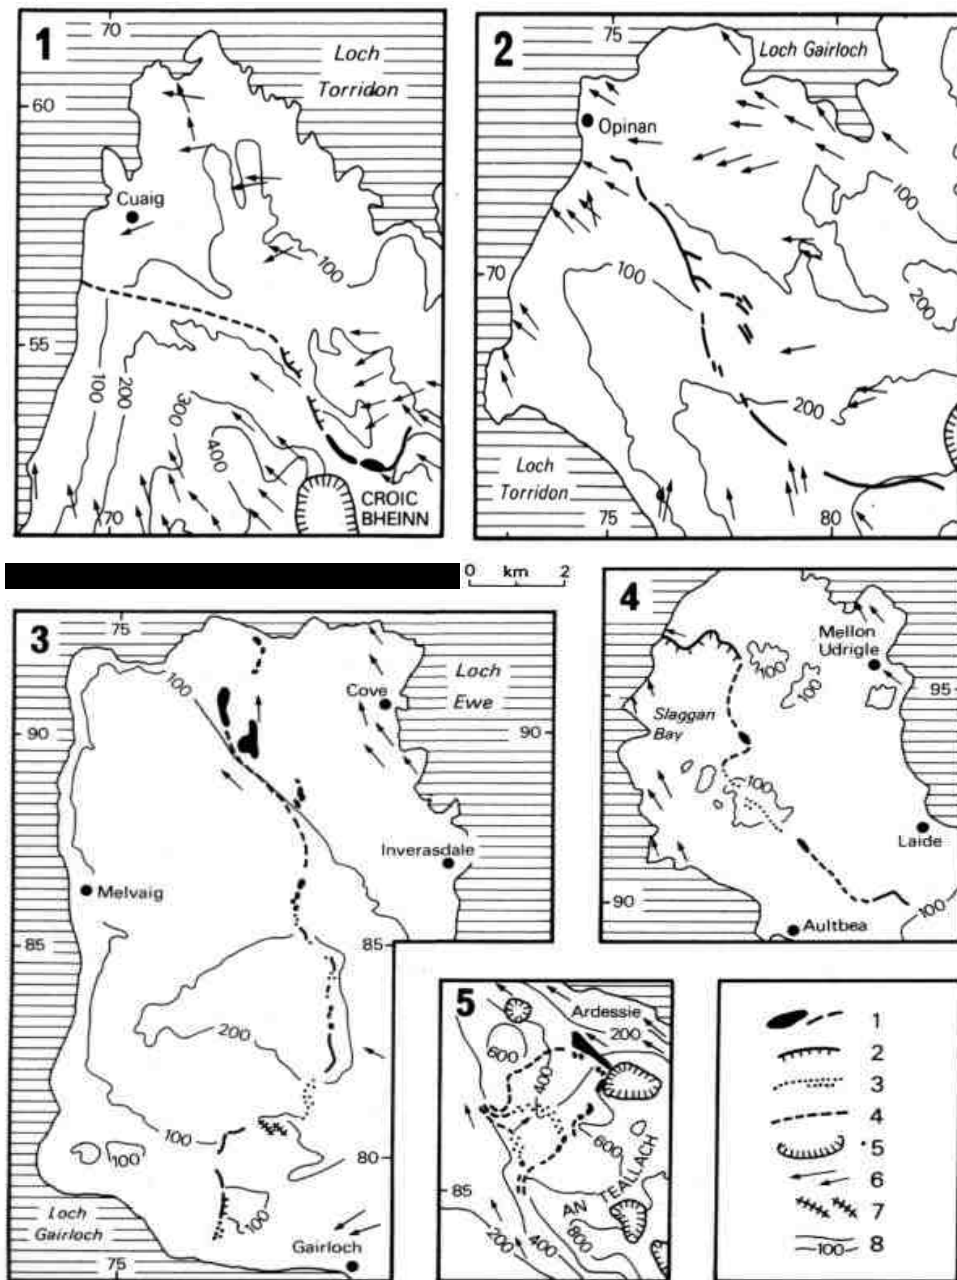 1
70
Loch
Torridon
60
Cuaig
100
55
100
200
300
400
CROIC
BHEINN
70
2
75
Loch Gairloch
Opinan
100
70
100
200
200
Loch
Torridon
75
80
0 km 2
3
75
100
Loch
Ewe
Cove
90
90
Inverasdale
Melvaig
85
85
200
100
100
80
100
Loch
Gairloch
Gairloch
75
4
Mellon
Udrigle
100
100
95
Slaggan
Bay
100
Laide
90
100
Aultbea
5
Ardessie
200
600
400
600
85
AN TEALLACH
200
400
800
1
2
3
4
5
6
7
100 8